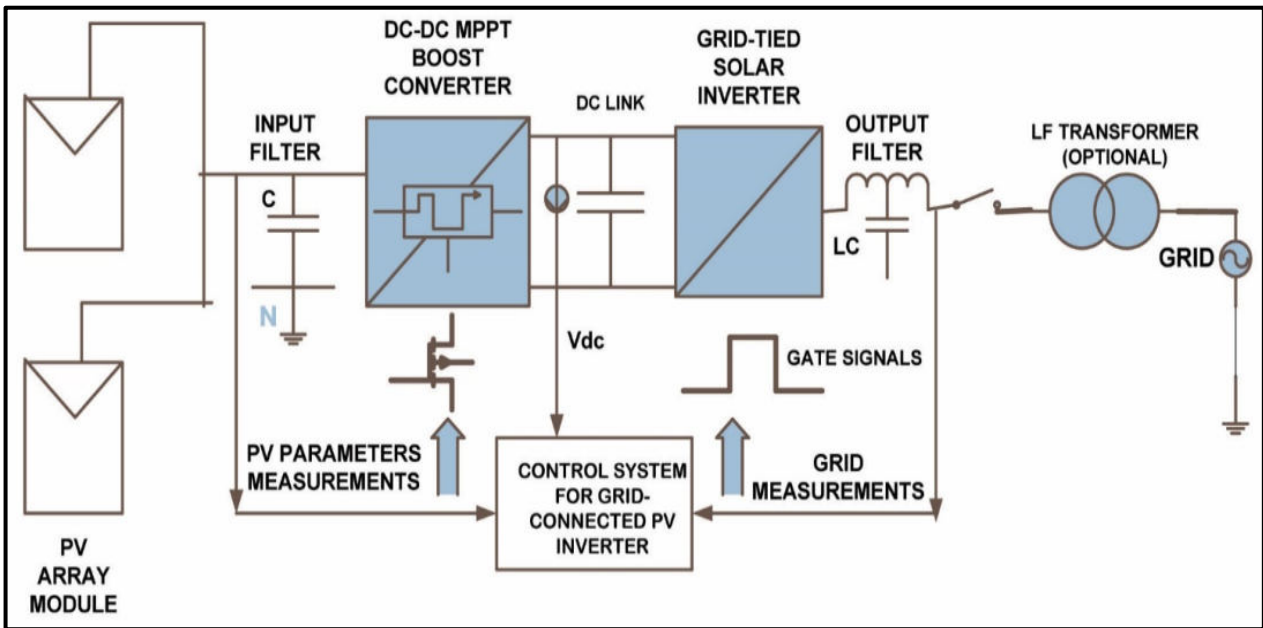 DC-DC MPPT
BOOST
CONVERTER
GRID-TIED
SOLAR
INVERTER
DC LINK
INPUT
FILTER
OUTPUT
FILTER
LF TRANSFORMER
(OPTIONAL)
C
LC
GRID
N
Vdc
GATE SIGNALS
PV PARAMETERS
MEASUREMENTS
CONTROL SYSTEM
FOR GRID-
CONNECTED PV
INVERTER
GRID
MEASUREMENTS
PV
ARRAY
MODULE